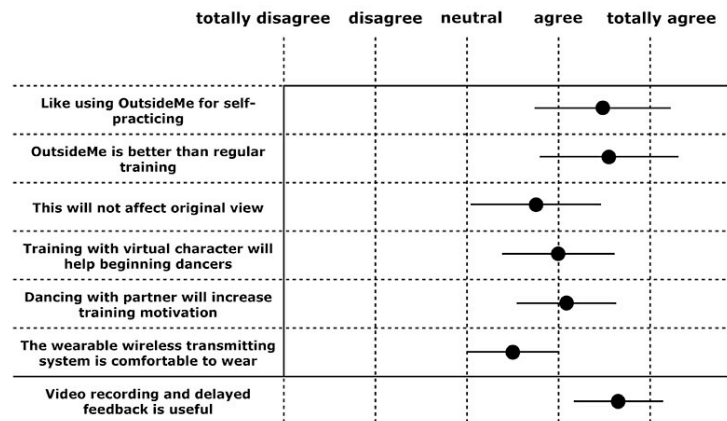 totally disagree disagree neutral agree totally agree
Like using OutsideMe for self-
practicing
OutsideMe is better than regular
training
This will not affect original view
Training with virtual character will
help beginning dancers
Dancing with partner will increase
training motivation
The wearable wireless transmitting
system is comfortable to wear
Video recording and delayed
feedback is useful